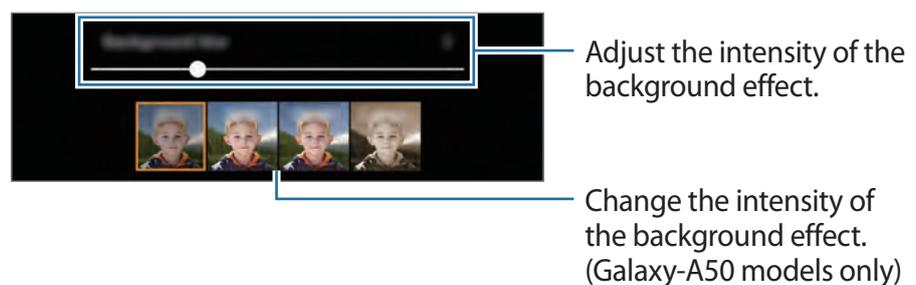 Adjust the intensity of the
background effect.
Change the intensity of
the background effect.
(Galaxy-A50 models only)